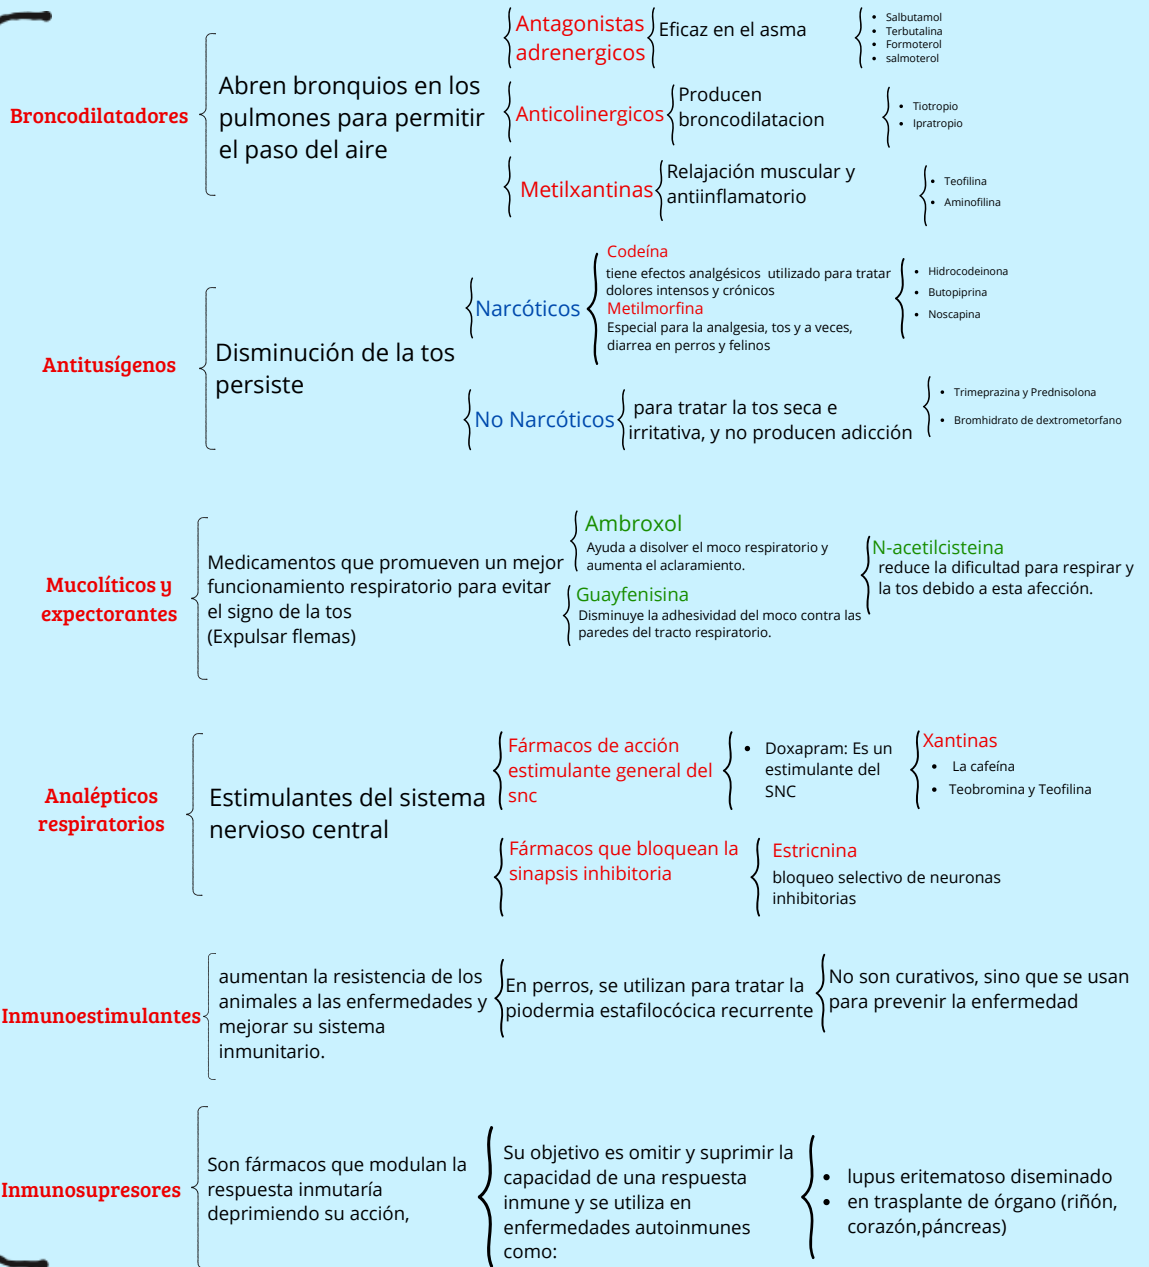 Broncodilatadores
Abren bronquios en los
pulmones para permitir
el paso del aire
Antagonistas
adrenergicos
Eficaz en el asma
• Salbutamol
• Terbutalina
• Formoterol
• salmoterol
Anticolinergicos
Producen
broncodilatacion
• Tiotropio
• Ipratropio
Metilxantinas
Relajación muscular y
antiinflamatorio
• Teofilina
• Aminofilina
Antitusígenos
Disminución de la tos
persiste
Narcóticos
Codeína
tiene efectos analgésicos utilizado para tratar
dolores intensos y crónicos
Metilmorfina
Especial para la analgesia, tos y a veces,
diarrea en perros y felinos
• Hidrocodeinona
• Butopiprina
• Noscapina
No Narcóticos
para tratar la tos seca e
irritativa, y no producen adicción
• Trimeprazina y Prednisolona
• Bromhidrato de dextrometorfano
Mucolíticos y
expectorantes
Medicamentos que promueven un mejor
funcionamiento respiratorio para evitar
el signo de la tos
(Expulsar flemas)
Ambroxol
Ayuda a disolver el moco respiratorio y
aumenta el aclaramiento.
Guayfenisina
Disminuye la adhesividad del moco contra las
paredes del tracto respiratorio.
N-acetilcisteina
reduce la dificultad para respirar y
la tos debido a esta afección.
Analépticos
respiratorios
Estimulantes del sistema
nervioso central
Fármacos de acción
estimulante general del
snc
• Doxapram: Es un
estimulante del
SNC
Xantinas
• La cafeína
• Teobromina y Teofilina
Fármacos que bloquean la
sinapsis inhibitoria
Estricnina
bloqueo selectivo de neuronas
inhibitorias
Inmunoestimulantes
aumentan la resistencia de los
animales a las enfermedades y
mejorar su sistema
inmunitario.
En perros, se utilizan para tratar la
piodermia estafilocócica recurrente
No son curativos, sino que se usan
para prevenir la enfermedad
Inmunosupresores
Son fármacos que modulan la
respuesta inmutaría
deprimiendo su acción,
Su objetivo es omitir y suprimir la
capacidad de una respuesta
inmune y se utiliza en
enfermedades autoinmunes
como:
• lupus eritematoso diseminado
• en trasplante de órgano (riñón,
corazón,páncreas)